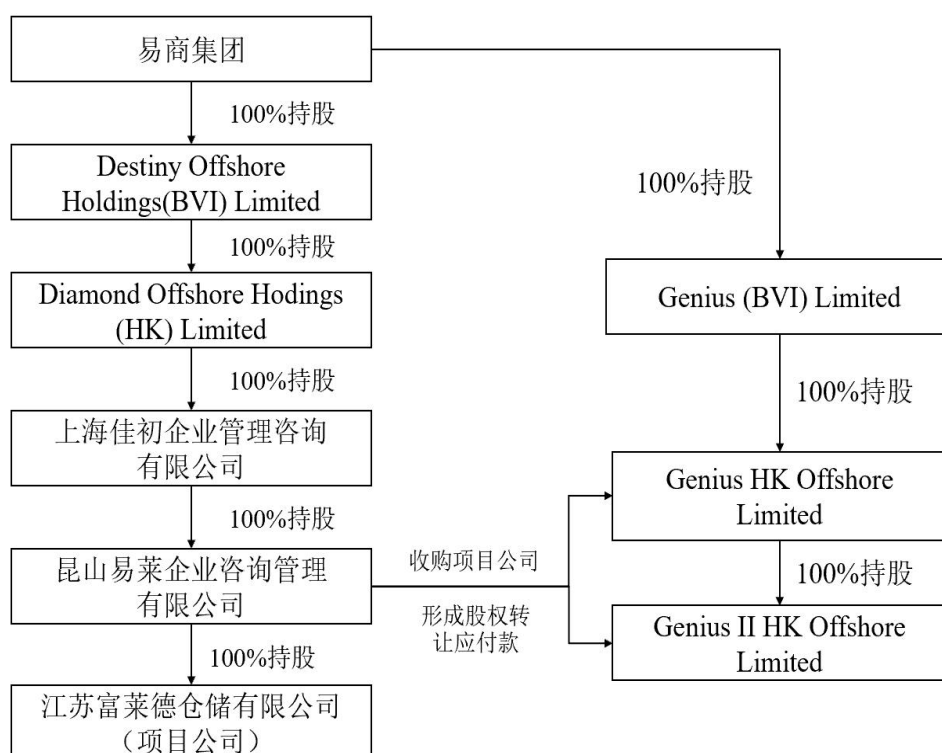 易商集团
100%持股
Destiny Offshore
Holdings(BVI) Limited
100%持股
Diamond Offshore Hodings
(HK) Limited
100%持股
上海佳初企业管理咨询
有限公司
100%持股
昆山易莱企业咨询管理
有限公司
100%持股
江苏富莱德仓储有限公司
（项目公司）
收购项目公司
形成股权转
让应付款
100%持股
Genius (BVI) Limited
100%持股
Genius HK Offshore
Limited
100%持股
Genius II HK Offshore
Limited